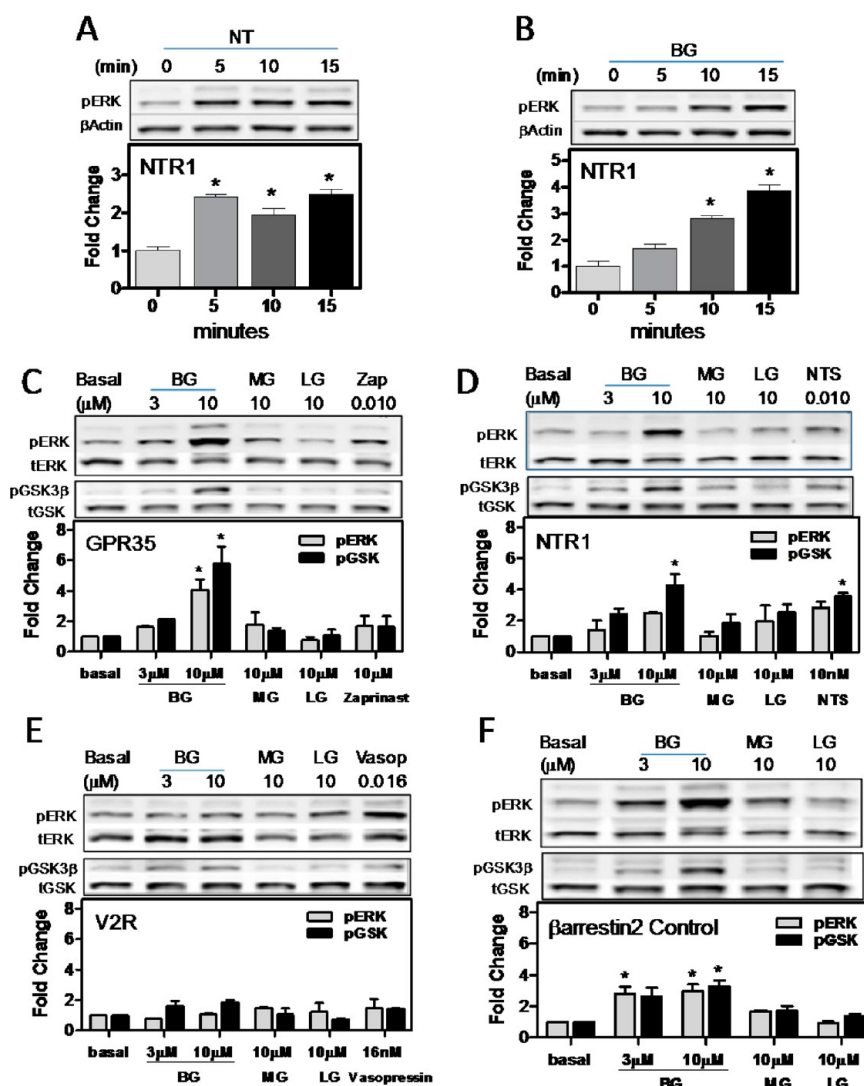 A
NT
(min) 0 5 10 15
pERK
βActin
NTR1
Fold Change
3
2
1
0
* * *
0 5 10 15
minutes
B
BG
(min) 0 5 10 15
pERK
βActin
NTR1
Fold Change
5
4
3
2
1
0
* *
0 5 10 15
minutes
C
Basal BG MG LG Zap
(μM) 3 10 10 10 0.010
pERK
tERK
pGSK3β
tGSK
GPR35
pERK
pGSK
Fold Change
8
6
4
2
0
* *
basal 3μM 10μM 10μM 10μM 10μM
BG MG LG Zaprinast
D
Basal BG MG LG NTS
(μM) 3 10 10 10 0.010
pERK
tERK
pGSK3β
tGSK
NTR1
pERK
pGSK
Fold Change
8
6
4
2
0
* *
basal 3μM 10μM 10μM 10μM 10nM
BG MG LG NTS
E
Basal BG MG LG Vasop
(μM) 3 10 10 10 0.016
pERK
tERK
pGSK3β
tGSK
V2R
pERK
pGSK
Fold Change
8
6
4
2
0
basal 3μM 10μM 10μM 10μM 16nM
BG MG LG Vasopressin
F
Basal BG MG LG
(μM) 3 10 10 10
pERK
tERK
pGSK3β
tGSK
βarrestin2 Control
pERK
pGSK
Fold Change
8
6
4
2
0
* * *
basal 3μM 10μM 10μM 10μM
BG MG LG